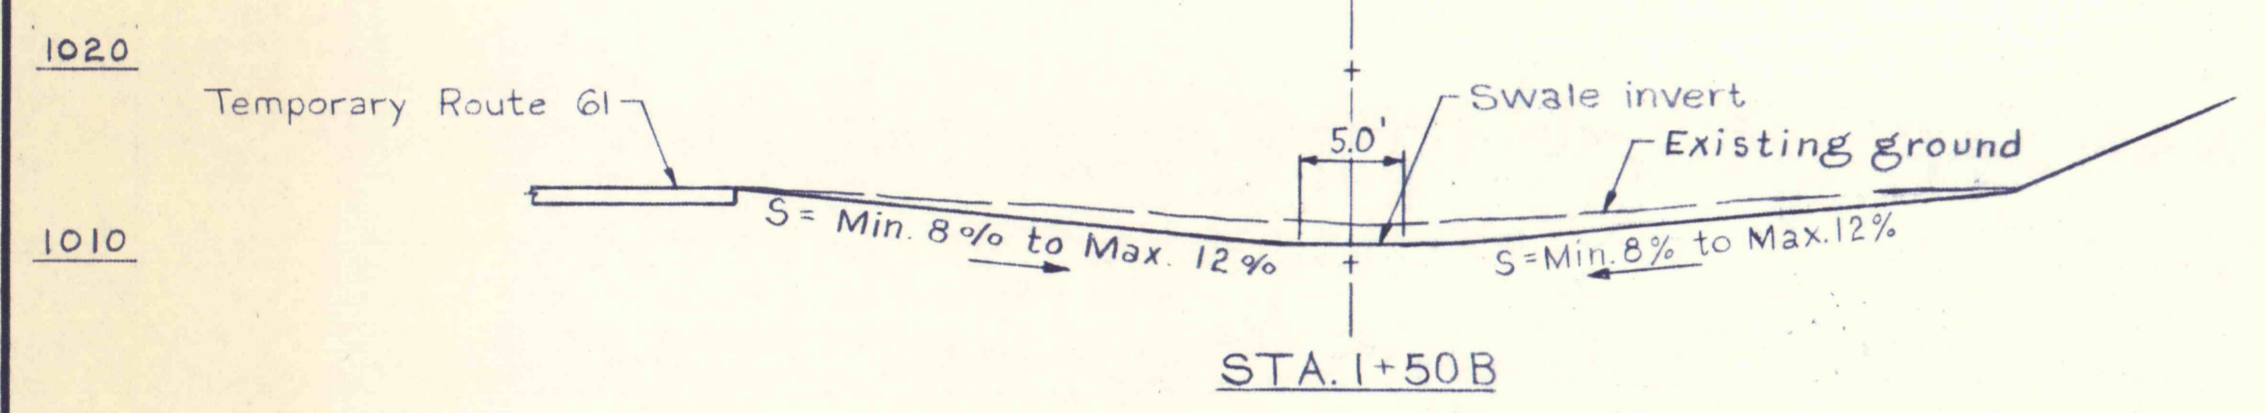 1020
Temporary Route 61
Swale invert
5.0'
Existing ground
S = Min. 8% to Max. 12%
S=Min. 8% to Max. 12%
1010
STA. 1+50 B